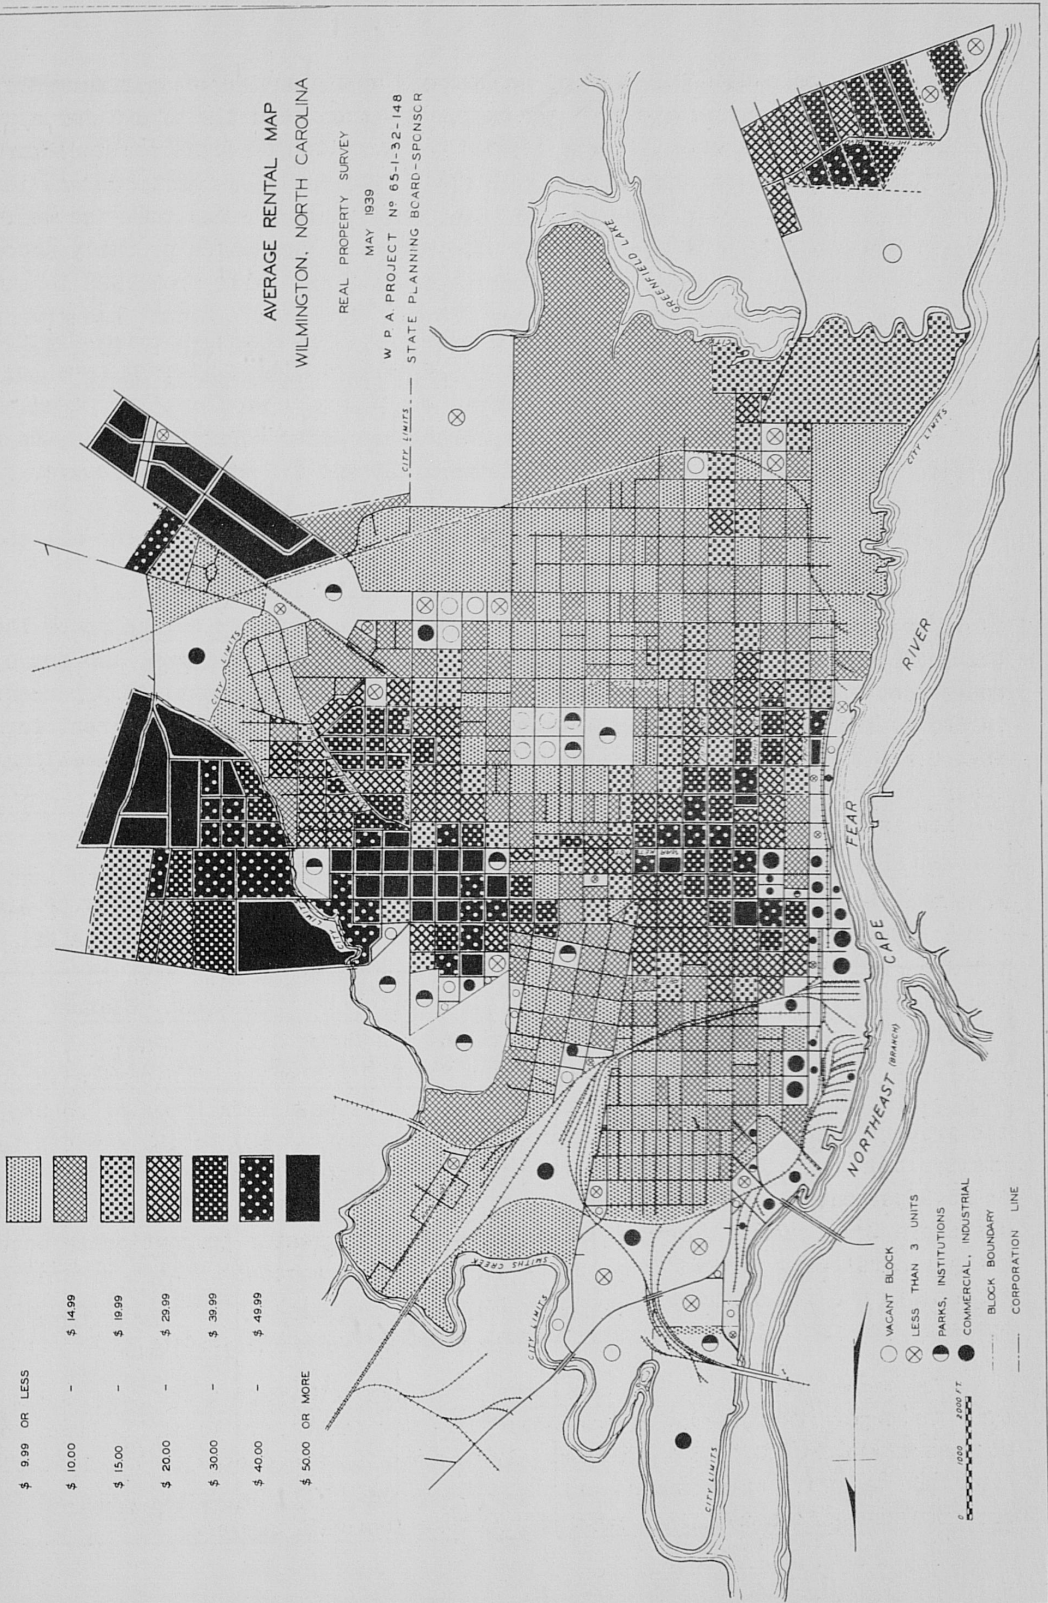 AVERAGE RENTAL MAP
WILMINGTON, NORTH CAROLINA
REAL PROPERTY SURVEY
MAY 1939
W P A PROJECT Nº 65-1-32-148
STATE PLANNING BOARD-SPONSOR
$ 9.99 OR LESS
$ 10.00 - $ 14.99
$ 15.00 - $ 19.99
$ 20.00 - $ 29.99
$ 30.00 - $ 39.99
$ 40.00 - $ 49.99
$ 50.00 OR MORE
CITY LIMITS
CITY LIMITS
CITY LIMITS
CITY LIMITS
CITY LIMITS
GREENFIELD LAKE
SMITHS CREEK
RIVER
FEAR
CAPE
NORTHEAST (BRANCH)
VACANT BLOCK
LESS THAN 3 UNITS
PARKS, INSTITUTIONS
COMMERCIAL, INDUSTRIAL
BLOCK BOUNDARY
CORPORATION LINE
0 1000 2000 FT.